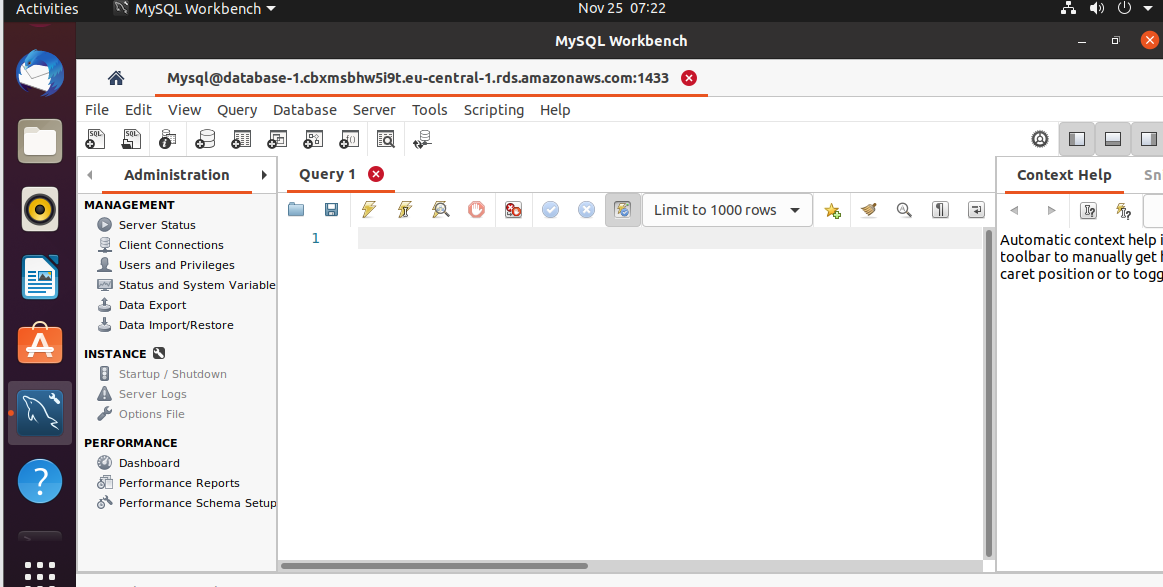 Activities MySQL Workbench Nov 25 07:22
MySQL Workbench
Mysql@database-1.cbxmsbhw5i9t.eu-central-1.rds.amazonaws.com:1433
File Edit View Query Database Server Tools Scripting Help
Administration
Query 1
Context Help Sn
MANAGEMENT
Server Status
Client Connections
Users and Privileges
Status and System Variable
Data Export
Data Import/Restore
INSTANCE
Startup / Shutdown
Server Logs
Options File
PERFORMANCE
Dashboard
Performance Reports
Performance Schema Setup
Limit to 1000 rows
1
Automatic context help i
toolbar to manually get h
caret position or to togg